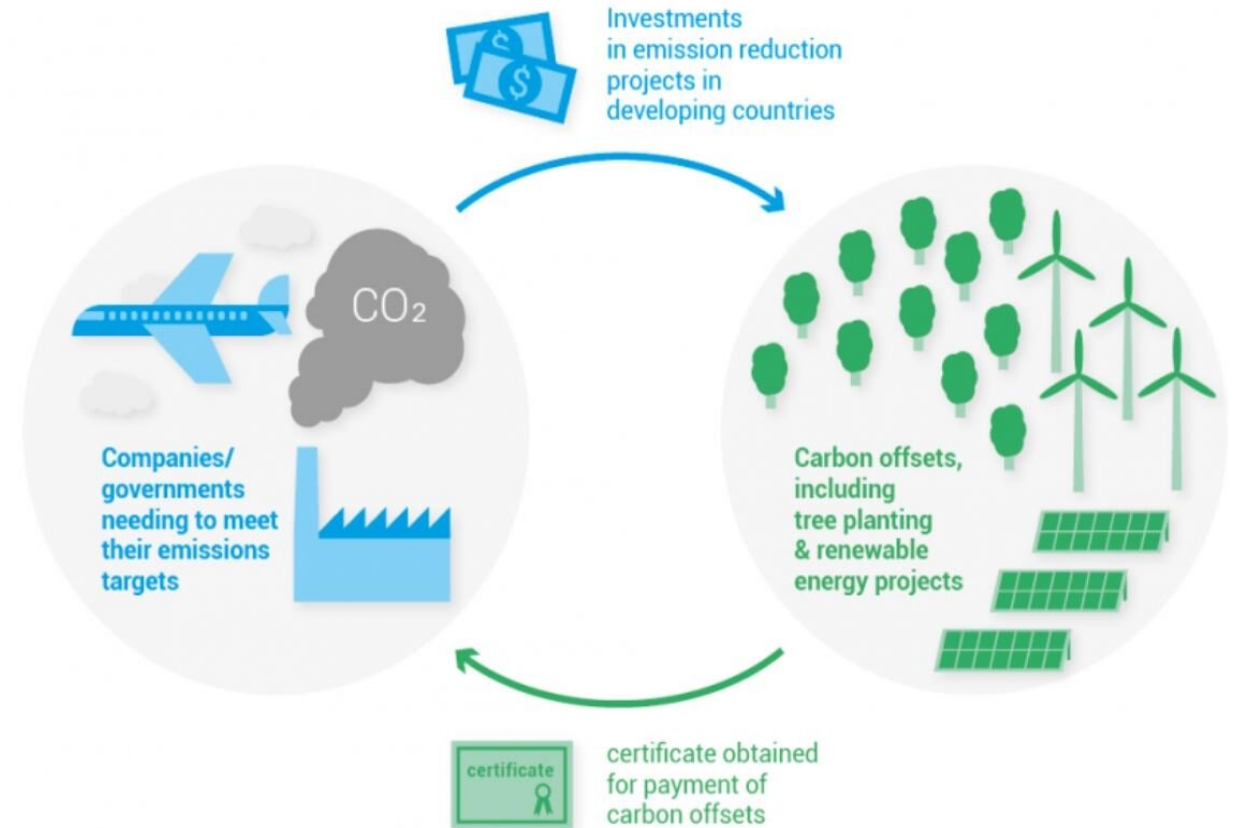 Investments
in emission reduction
projects in
developing countries
CO₂
Companies/
governments
needing to meet
their emissions
targets
Carbon offsets,
including
tree planting
& renewable
energy projects
certificate
certificate obtained
for payment of
carbon offsets
$
$